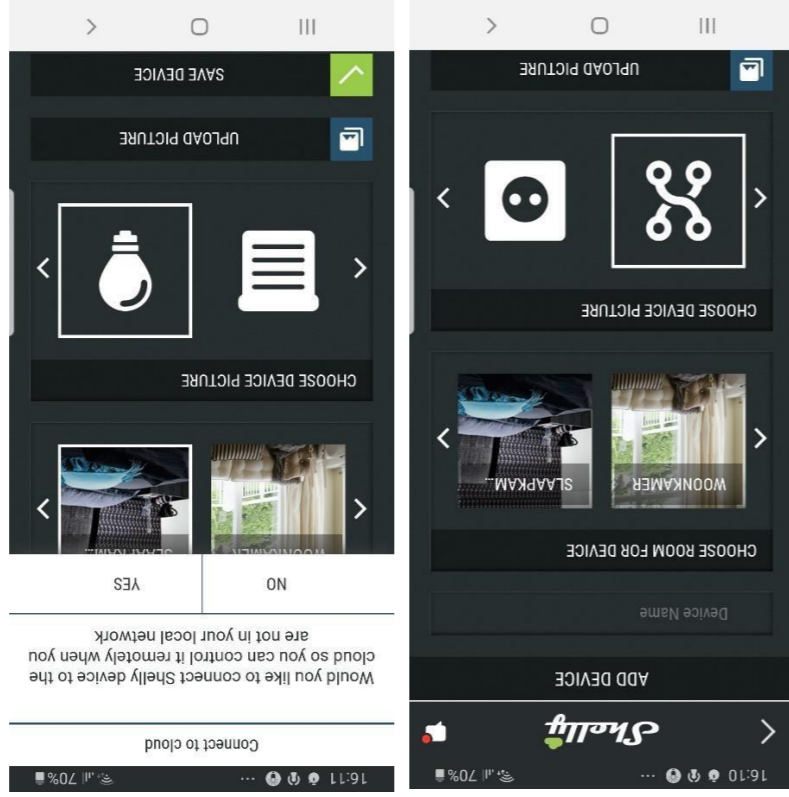 16:10 ... 70%
Shelly
ADD DEVICE
Device Name
CHOOSE ROOM FOR DEVICE
WOONKAMER
SLAAPKAM...
CHOOSE DEVICE PICTURE
UPLOAD PICTURE
16:11 ... 70%
Connect to cloud
Would you like to connect Shelly device to the
cloud so you can control it remotely when you
are not in your local network
NO
YES
WOONKAMER
SLAAPKAM...
CHOOSE DEVICE PICTURE
UPLOAD PICTURE
SAVE DEVICE